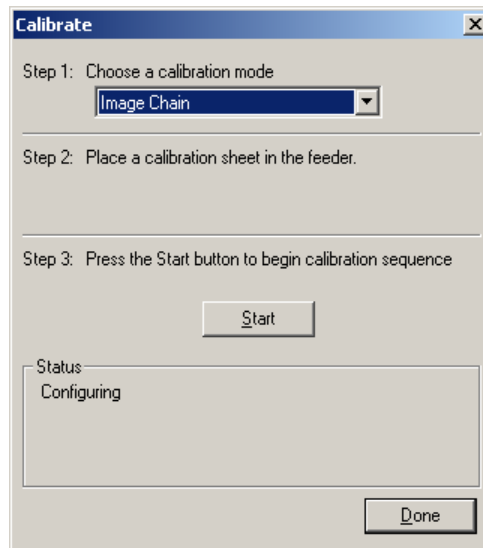 Calibrate
Step 1: Choose a calibration mode
Image Chain
Step 2: Place a calibration sheet in the feeder.
Step 3: Press the Start button to begin calibration sequence
Start
Status
Configuring
Done